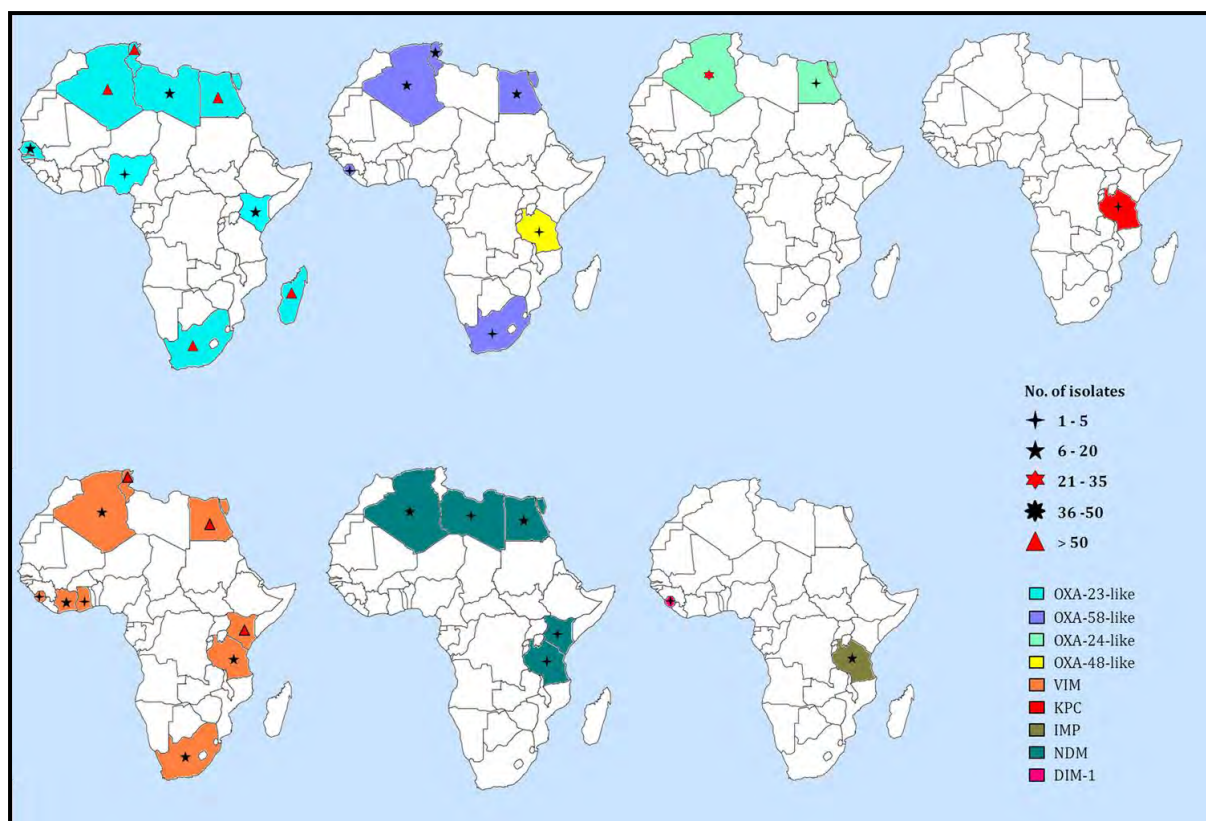 No. of isolates
1 - 5
6 - 20
21 - 35
36 -50
> 50
OXA-23-like
OXA-58-like
OXA-24-like
OXA-48-like
VIM
KPC
IMP
NDM
DIM-1